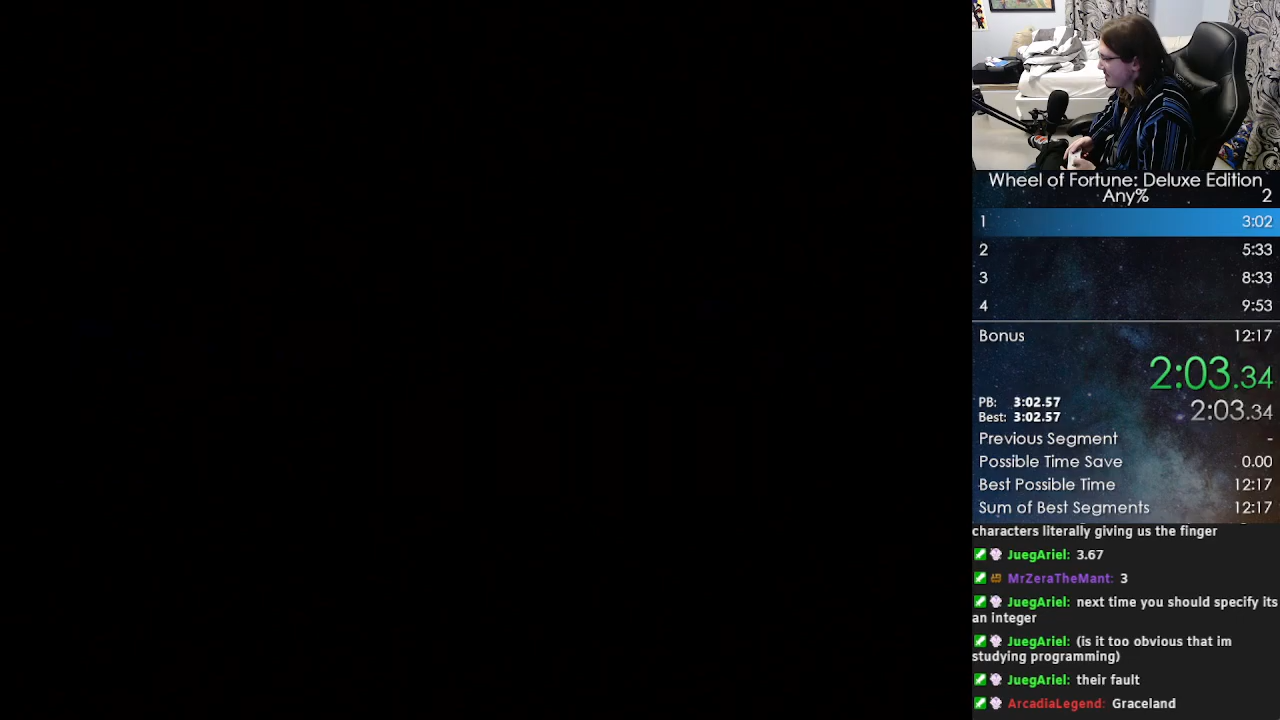 Wheel of Fortune: Deluxe Edition
Any% 2
1 3:02
2 5:33
3 8:33
4 9:53
Bonus 12:17
2:03.34
PB: 3:02.57
Best: 3:02.57
2:03.34
Previous Segment -
Possible Time Save 0.00
Best Possible Time 12:17
Sum of Best Segments 12:17
characters literally giving us the finger
JuegAriel: 3.67
MrZeraTheMant: 3
JuegAriel: next time you should specify its
an integer
JuegAriel: (is it too obvious that im
studying programming)
JuegAriel: their fault
ArcadiaLegend: Graceland